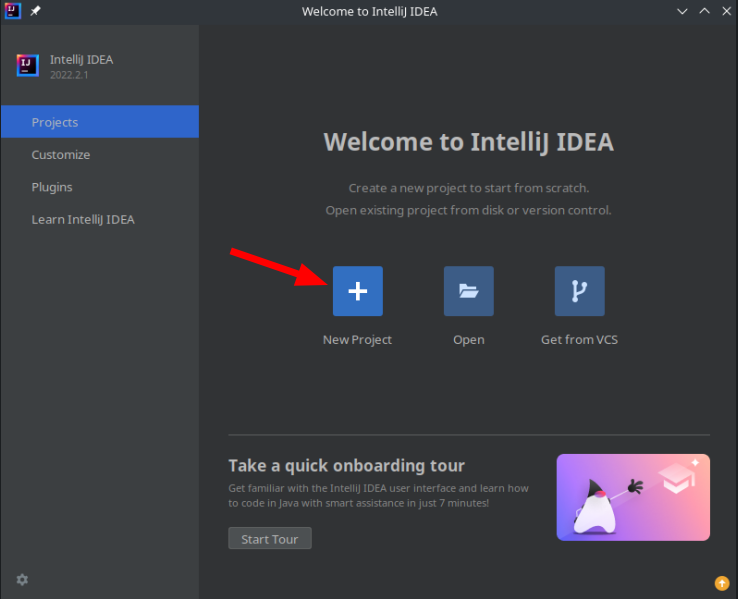 Welcome to IntelliJ IDEA
IntelliJ IDEA
2022.2.1
Projects
Customize
Plugins
Learn IntelliJ IDEA
Welcome to IntelliJ IDEA
Create a new project to start from scratch.
Open existing project from disk or version control.
New Project
Open
Get from VCS
Take a quick onboarding tour
Get familiar with the IntelliJ IDEA user interface and learn how
to code in Java with smart assistance in just 7 minutes!
Start Tour